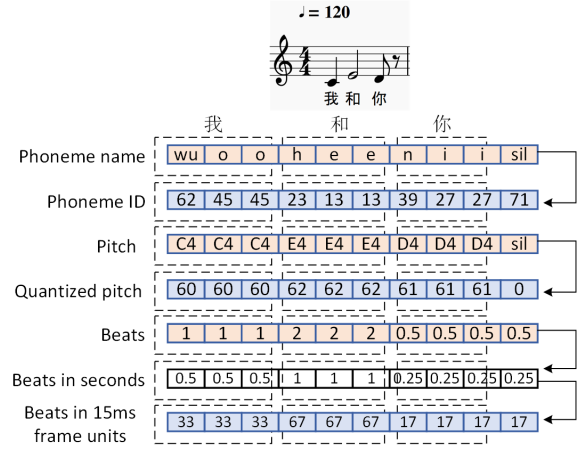 ♩= 120
4
4
我 和 你
我 和 你
Phoneme name wu o o h e e n i i sil
Phoneme ID 62 45 45 23 13 13 39 27 27 71
Pitch C4 C4 C4 E4 E4 E4 D4 D4 D4 sil
Quantized pitch 60 60 60 62 62 62 61 61 61 0
Beats 1 1 1 2 2 2 0.5 0.5 0.5 0.5
Beats in seconds 0.5 0.5 0.5 1 1 1 0.25 0.25 0.25 0.25
Beats in 15ms
frame units 33 33 33 67 67 67 17 17 17 17